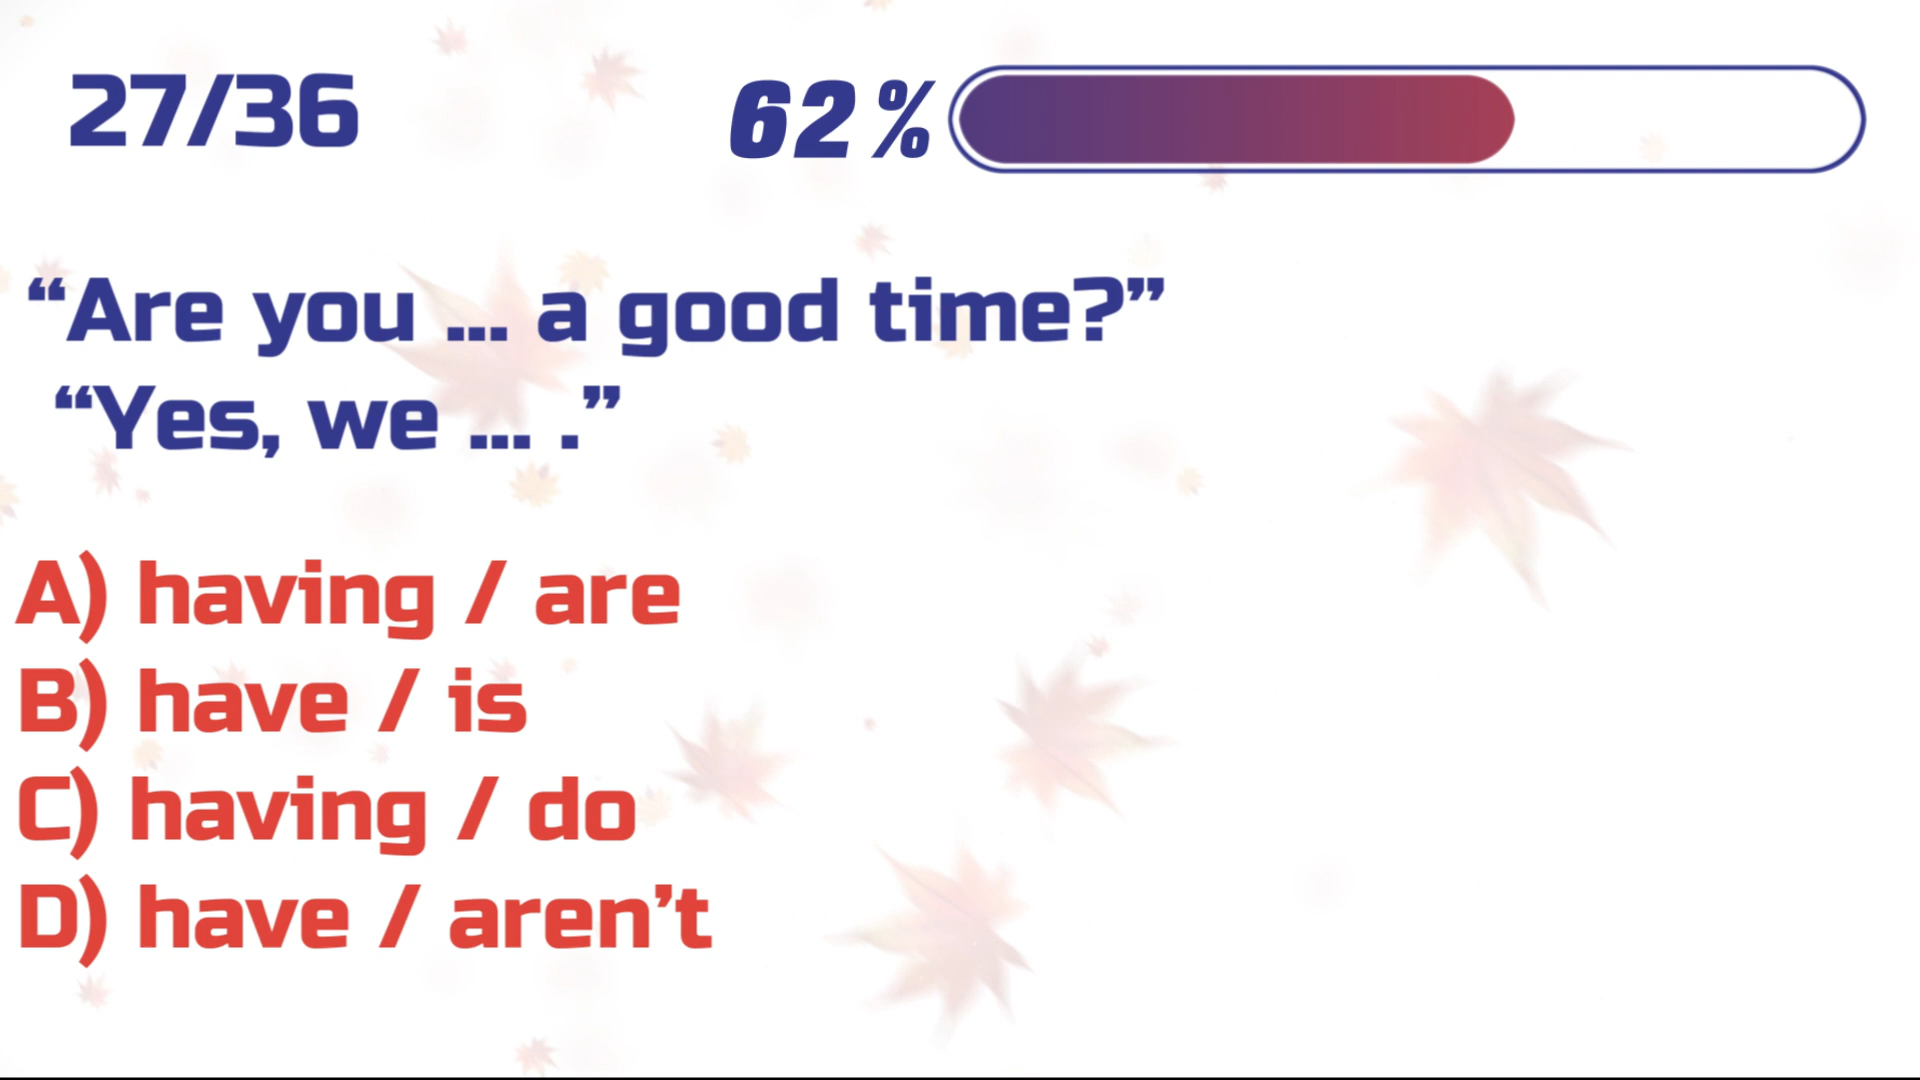 27/36
62%
“Are you ... a good time?”
“Yes, we ... .”
A) having / are
B) have / is
C) having / do
D) have / aren’t